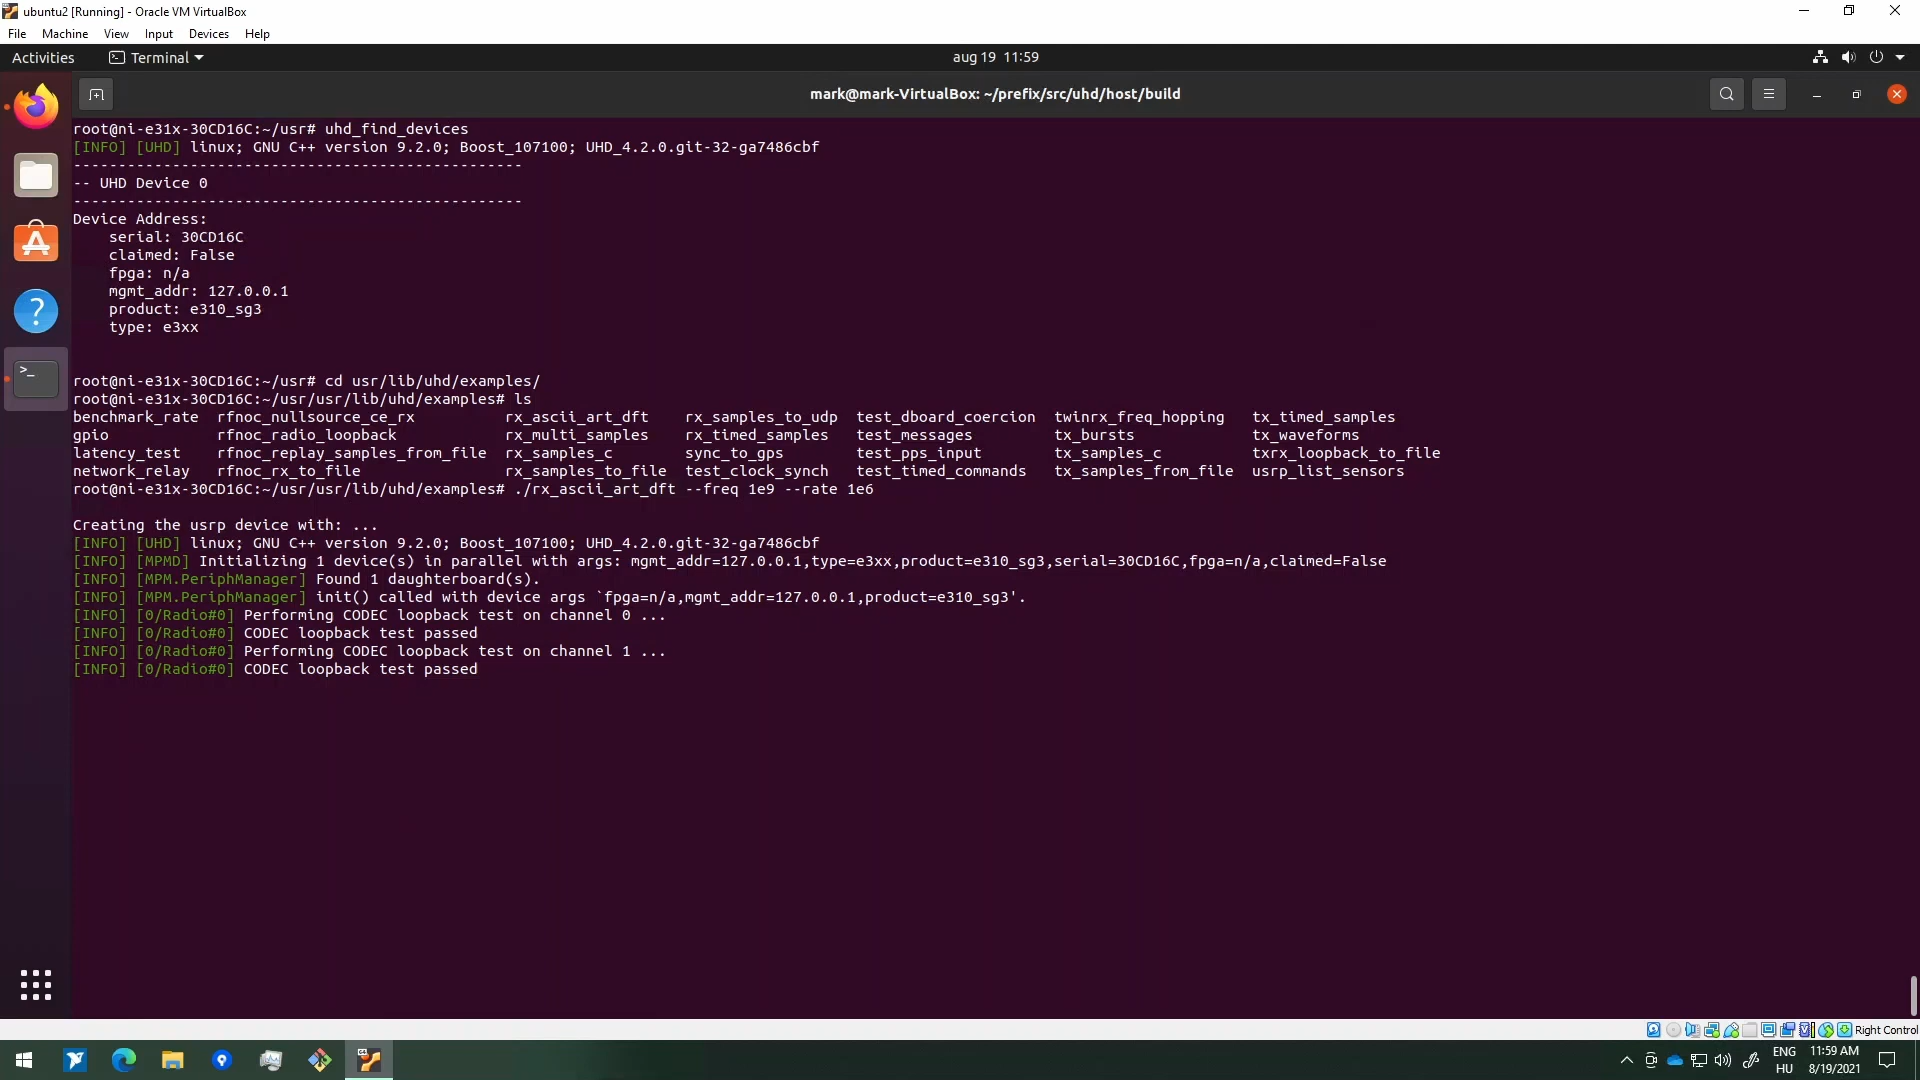 ubuntu2 [Running] - Oracle VM VirtualBox
File Machine View Input Devices Help
Activities Terminal aug 19 11:59
mark@mark-VirtualBox: ~/prefix/src/uhd/host/build
root@ni-e31x-30CD16C:~/usr# uhd_find_devices
[INFO] [UHD] linux; GNU C++ version 9.2.0; Boost_107100; UHD_4.2.0.git-32-ga7486cbf
--------------------------------------------------
-- UHD Device 0
--------------------------------------------------
Device Address:
    serial: 30CD16C
    claimed: False
    fpga: n/a
    mgmt_addr: 127.0.0.1
    product: e310_sg3
    type: e3xx
root@ni-e31x-30CD16C:~/usr# cd usr/lib/uhd/examples/
root@ni-e31x-30CD16C:~/usr/usr/lib/uhd/examples# ls
benchmark_rate  rfnoc_nullsource_ce_rx          rx_ascii_art_dft    rx_samples_to_udp  test_dboard_coercion  twinrx_freq_hopping   tx_timed_samples
gpio            rfnoc_radio_loopback            rx_multi_samples    rx_timed_samples   test_messages         tx_bursts             tx_waveforms
latency_test    rfnoc_replay_samples_from_file  rx_samples_c        sync_to_gps        test_pps_input        tx_samples_c          txrx_loopback_to_file
network_relay   rfnoc_rx_to_file                rx_samples_to_file  test_clock_synch   test_timed_commands   tx_samples_from_file  usrp_list_sensors
root@ni-e31x-30CD16C:~/usr/usr/lib/uhd/examples# ./rx_ascii_art_dft --freq 1e9 --rate 1e6
Creating the usrp device with: ...
[INFO] [UHD] linux; GNU C++ version 9.2.0; Boost_107100; UHD_4.2.0.git-32-ga7486cbf
[INFO] [MPMD] Initializing 1 device(s) in parallel with args: mgmt_addr=127.0.0.1,type=e3xx,product=e310_sg3,serial=30CD16C,fpga=n/a,claimed=False
[INFO] [MPM.PeriphManager] Found 1 daughterboard(s).
[INFO] [MPM.PeriphManager] init() called with device args `fpga=n/a,mgmt_addr=127.0.0.1,product=e310_sg3'.
[INFO] [0/Radio#0] Performing CODEC loopback test on channel 0 ...
[INFO] [0/Radio#0] CODEC loopback test passed
[INFO] [0/Radio#0] Performing CODEC loopback test on channel 1 ...
[INFO] [0/Radio#0] CODEC loopback test passed
Right Control
ENG 11:59 AM
HU 8/19/2021